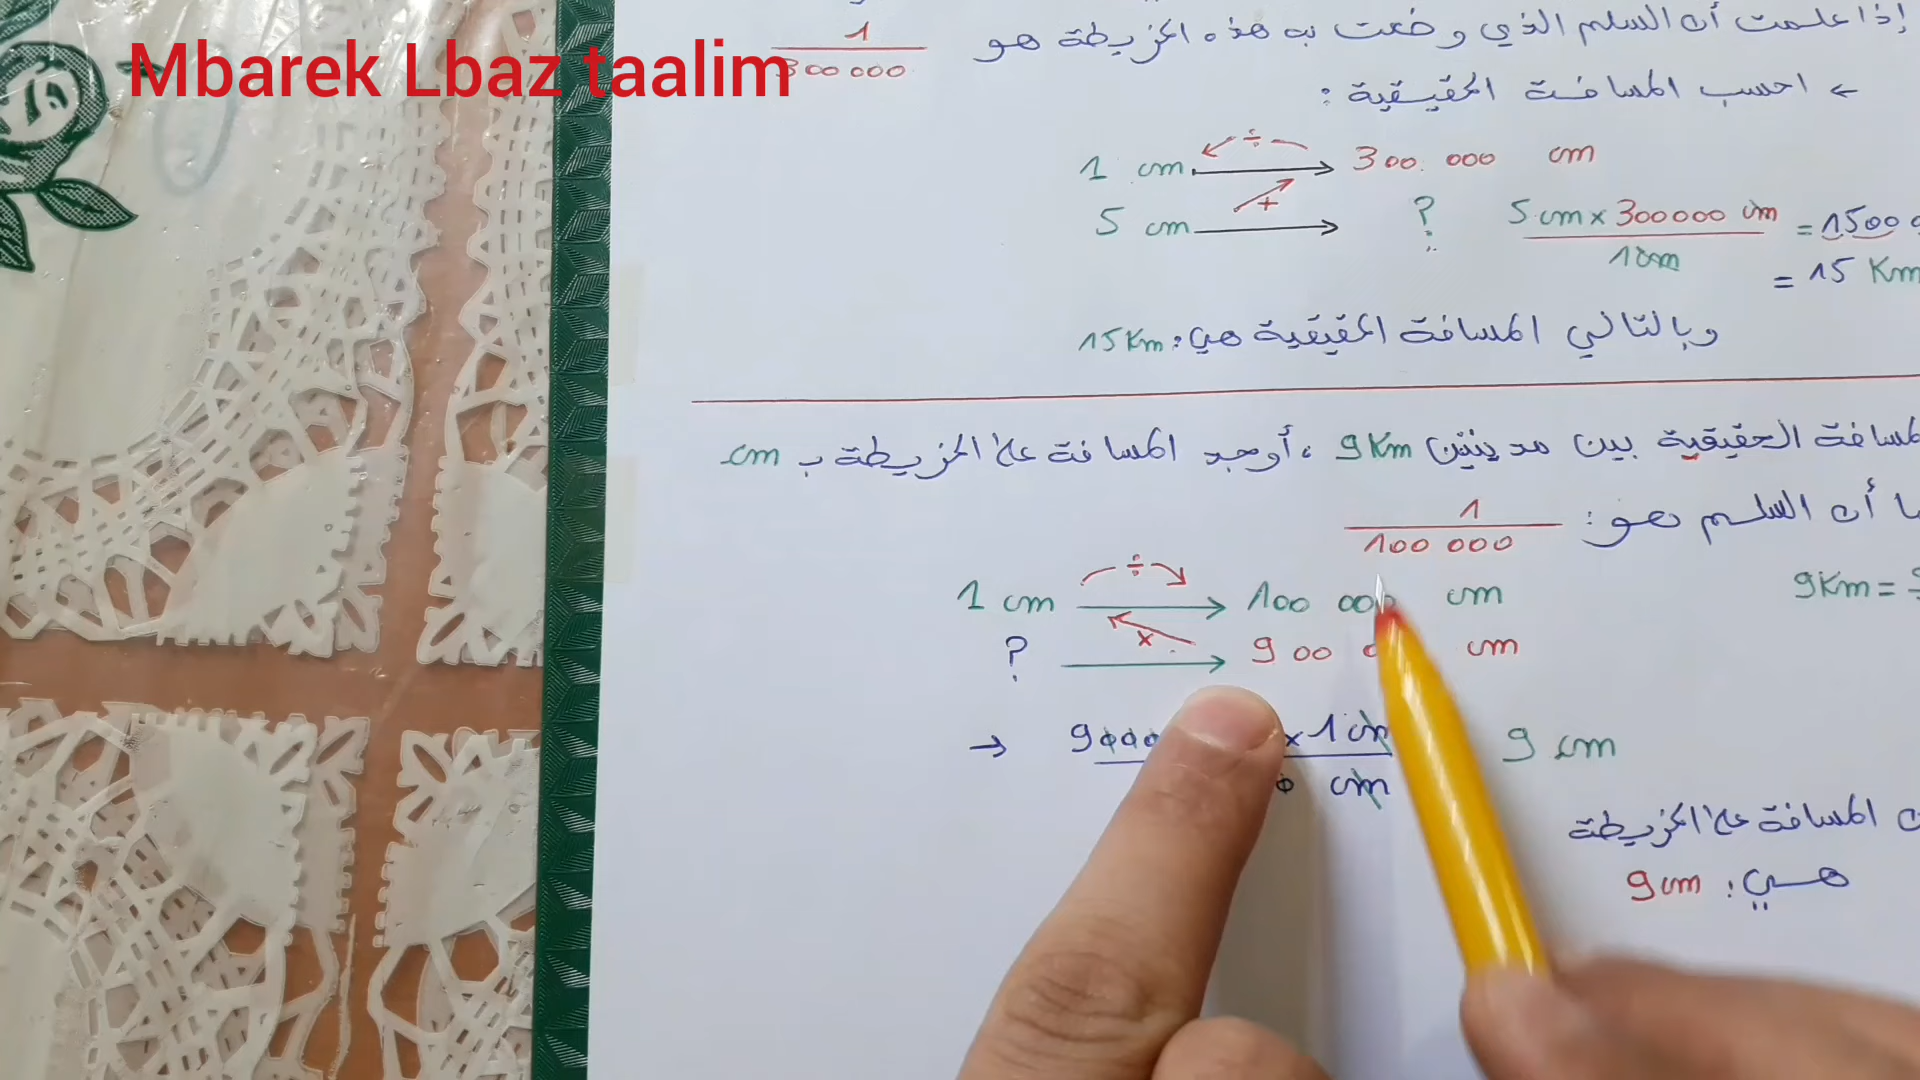 Mbarek Lbaz taalim
إذا علمت أن السلم الذي وضعت به هذه الخريطة هو 1/300 000
← احسب المسافة الحقيقية :
1 cm → 300 000 cm
÷
×
5 cm → ? 5 cm × 300000 cm / 1 cm = 1500
= 15 Km
وبالتالي المسافة الحقيقية هي: 15 Km
المسافة الحقيقية بين مدينتين 9Km ، أوجد المسافة على الخريطة ب cm
أن السلم هو: 1/100 000
÷
1 cm → 100 000 cm
9Km =
×
? → 9 00 cm
→ 9000 × 1 cm / cm 9 cm
المسافة على الخريطة
هي: 9 cm